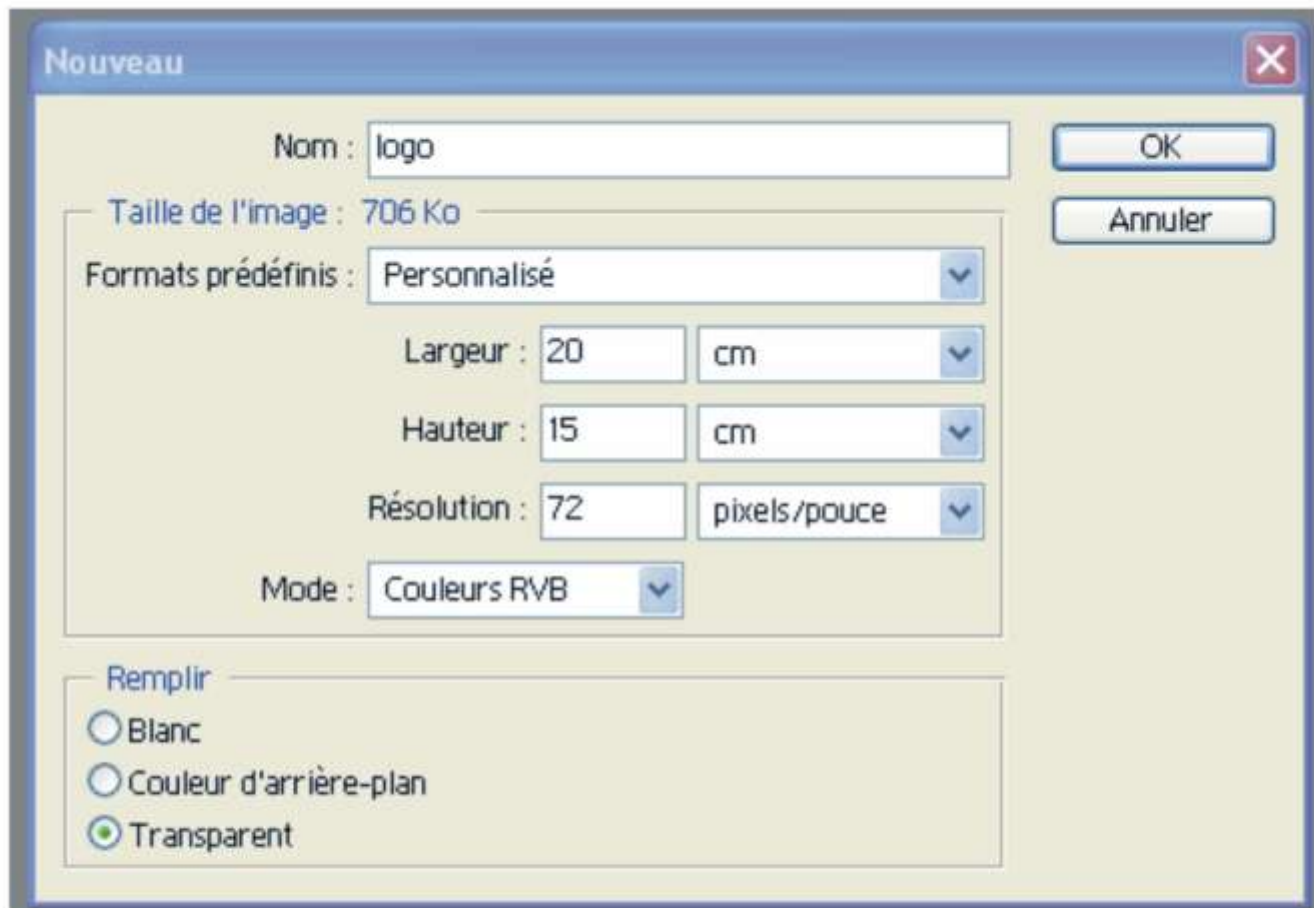 Nouveau
Nom : logo
OK
Taille de l'image : 706 Ko
Annuler
Formats prédéfinis : Personnalisé
Largeur : 20 cm
Hauteur : 15 cm
Résolution : 72 pixels/pouce
Mode : Couleurs RVB
Remplir
Blanc
Couleur d'arrière-plan
Transparent